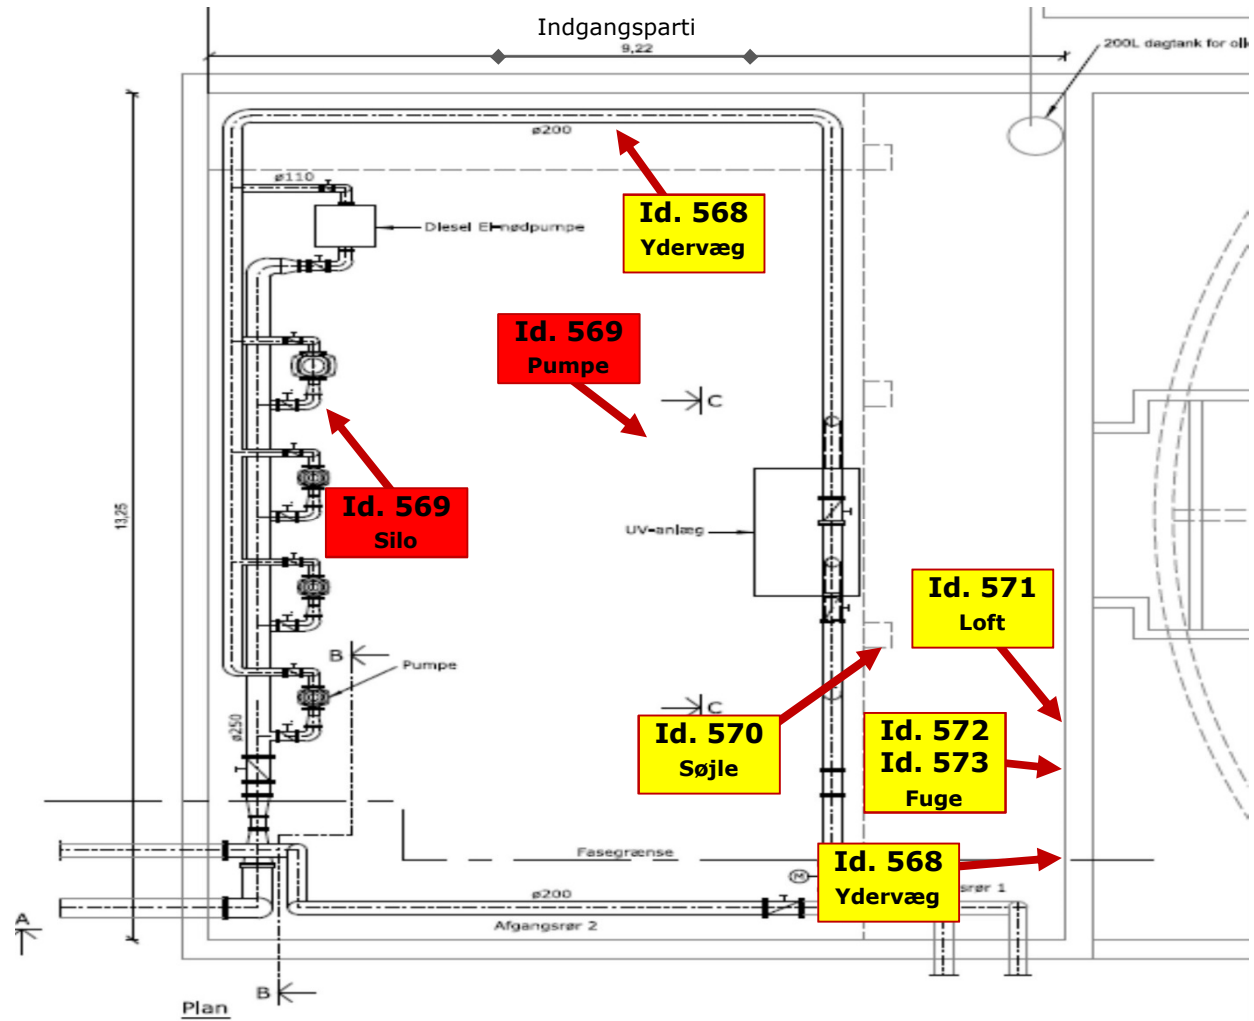 Indgangsparti
9,22
200L dagtank for
ø200
ø110
Id. 568
Ydervæg
Diesel El-nødpumpe
Id. 569
Pumpe
C
13,25
Id. 569
Silo
UV-anlæg
Id. 571
Loft
B
Pumpe
C
ø250
Id. 570
Søjle
Id. 572
Id. 573
Fuge
Fasegrænse
Id. 568
Ydervæg
M
ø200
srør 1
A
Afgangsrør 2
B
Plan